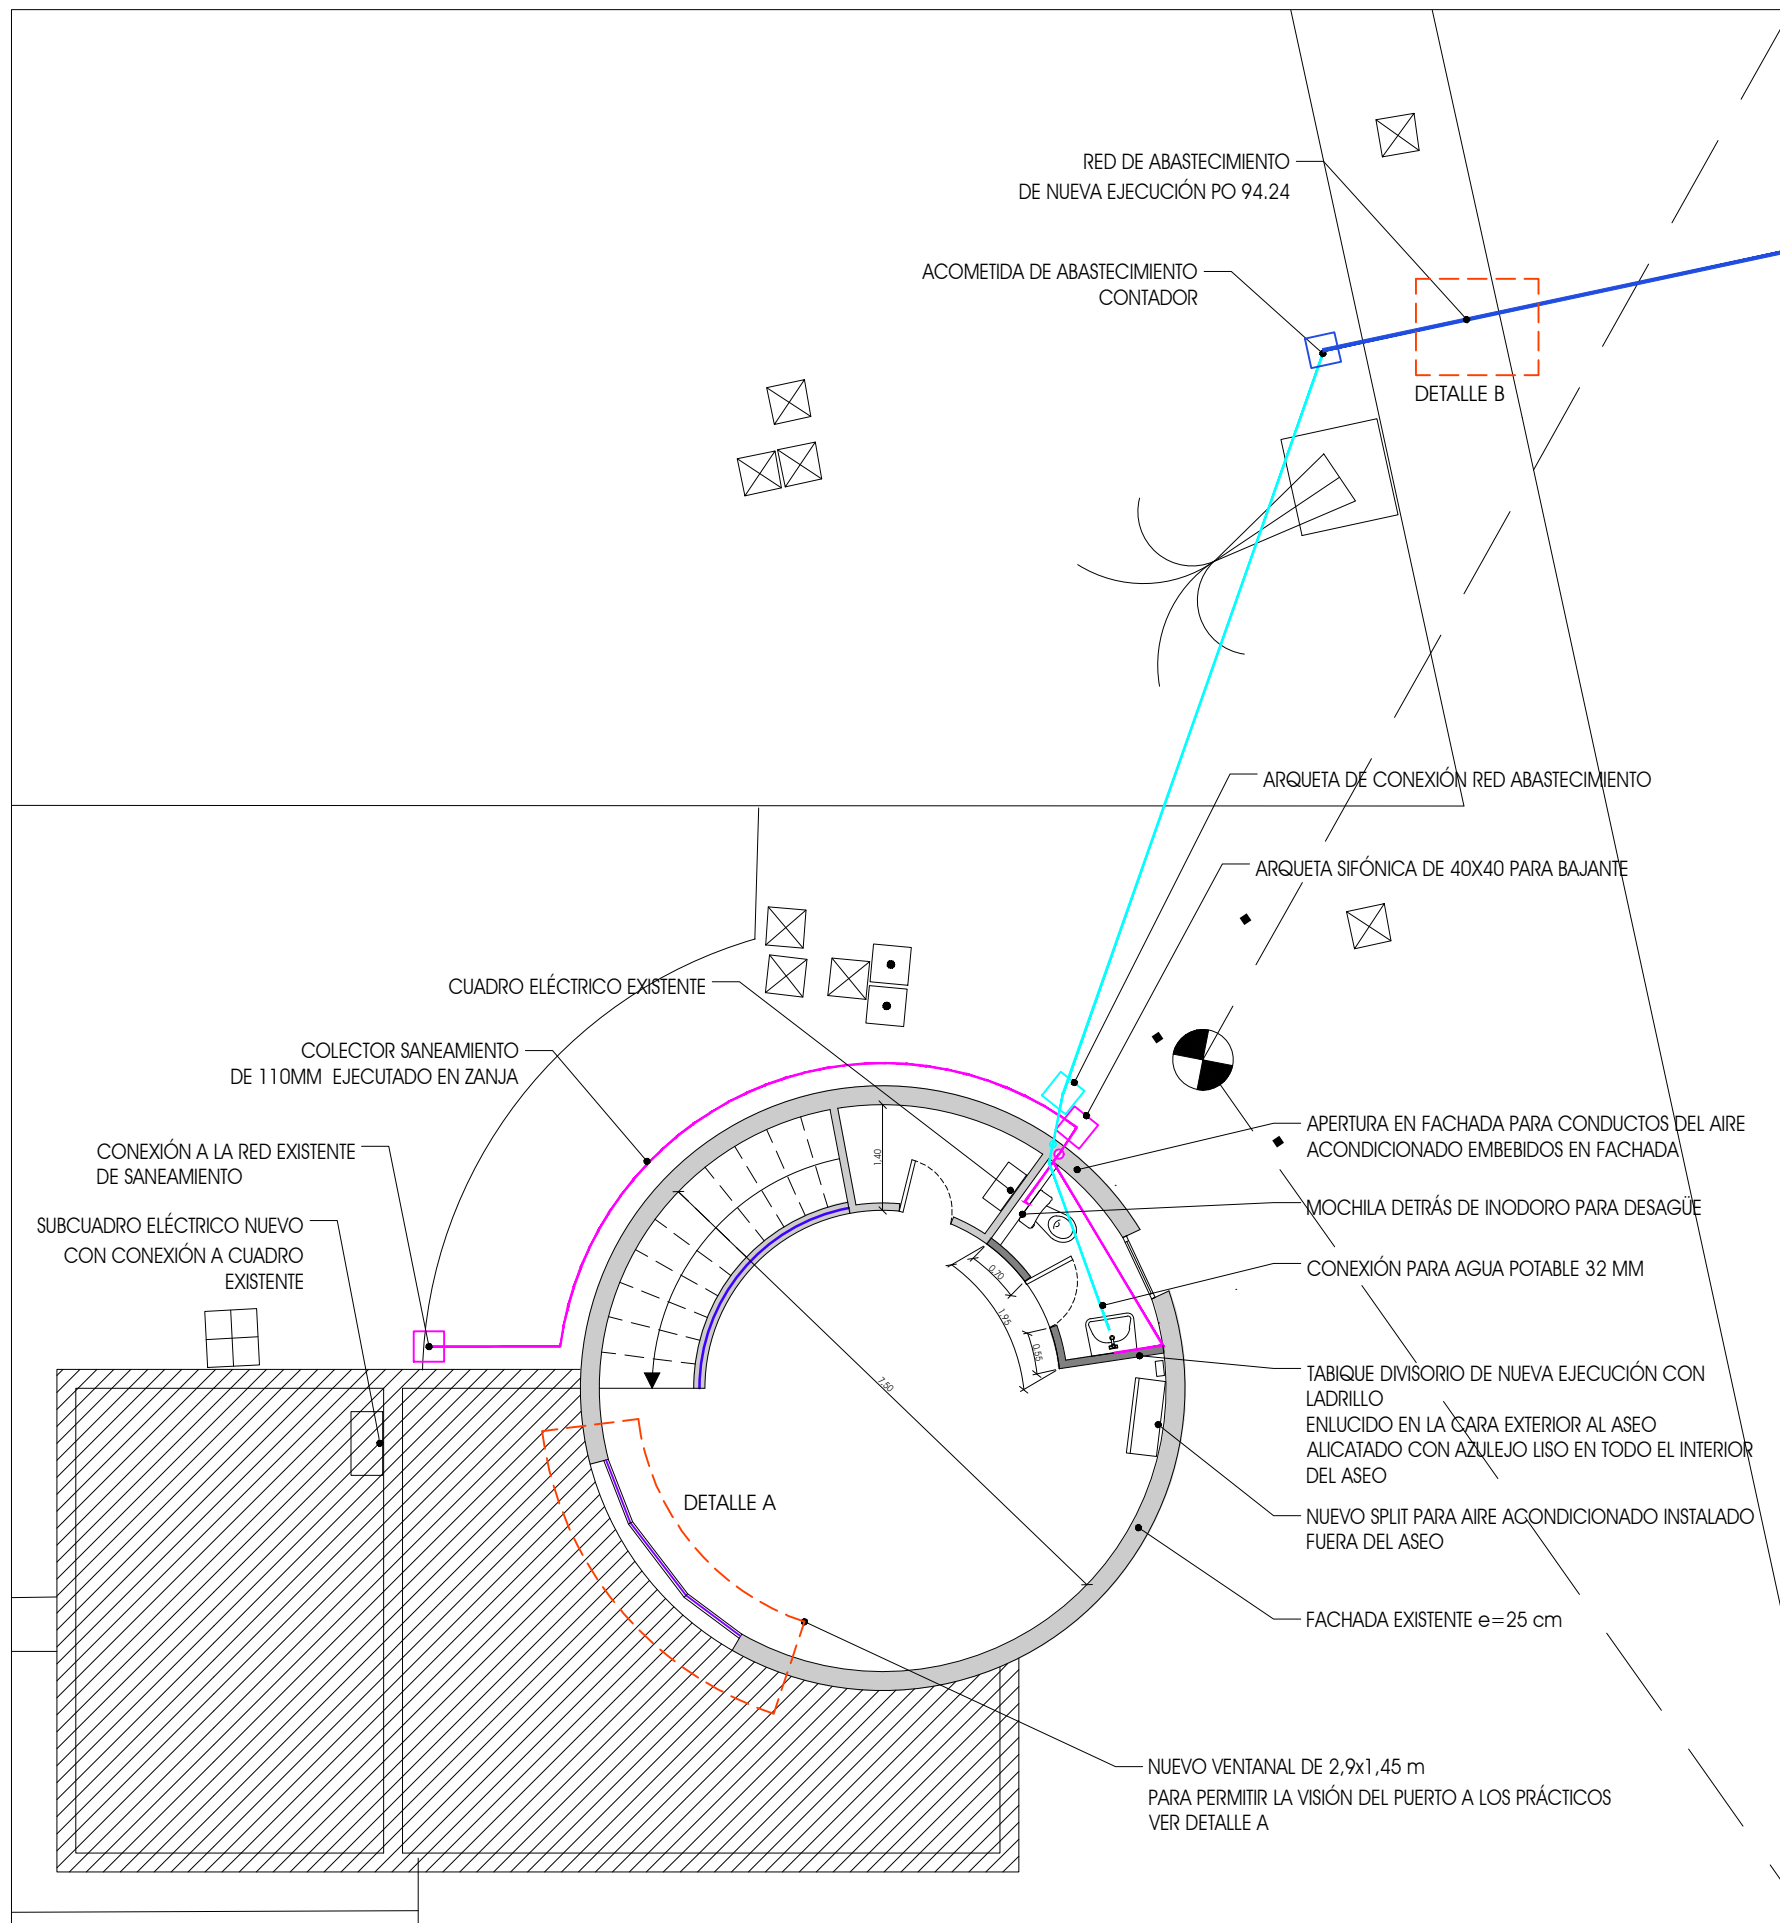 RED DE ABASTECIMIENTO
DE NUEVA EJECUCIÓN PO 94.24
ACOMETIDA DE ABASTECIMIENTO
CONTADOR
DETALLE B
ARQUETA DE CONEXIÓN RED ABASTECIMIENTO
ARQUETA SIFÓNICA DE 40X40 PARA BAJANTE
CUADRO ELÉCTRICO EXISTENTE
COLECTOR SANEAMIENTO
DE 110MM EJECUTADO EN ZANJA
CONEXIÓN A LA RED EXISTENTE
DE SANEAMIENTO
SUBCUADRO ELÉCTRICO NUEVO
CON CONEXIÓN A CUADRO
EXISTENTE
APERTURA EN FACHADA PARA CONDUCTOS DEL AIRE
ACONDICIONADO EMBEBIDOS EN FACHADA
MOCHILA DETRÁS DE INODORO PARA DESAGÜE
CONEXIÓN PARA AGUA POTABLE 32 MM
1,40
0,70
1,95
0,55
7,50
TABIQUE DIVISORIO DE NUEVA EJECUCIÓN CON
LADRILLO
ENLUCIDO EN LA CARA EXTERIOR AL ASEO
ALICATADO CON AZULEJO LISO EN TODO EL INTERIOR
DEL ASEO
DETALLE A
NUEVO SPLIT PARA AIRE ACONDICIONADO INSTALADO
FUERA DEL ASEO
FACHADA EXISTENTE e=25 cm
NUEVO VENTANAL DE 2,9x1,45 m
PARA PERMITIR LA VISIÓN DEL PUERTO A LOS PRÁCTICOS
VER DETALLE A